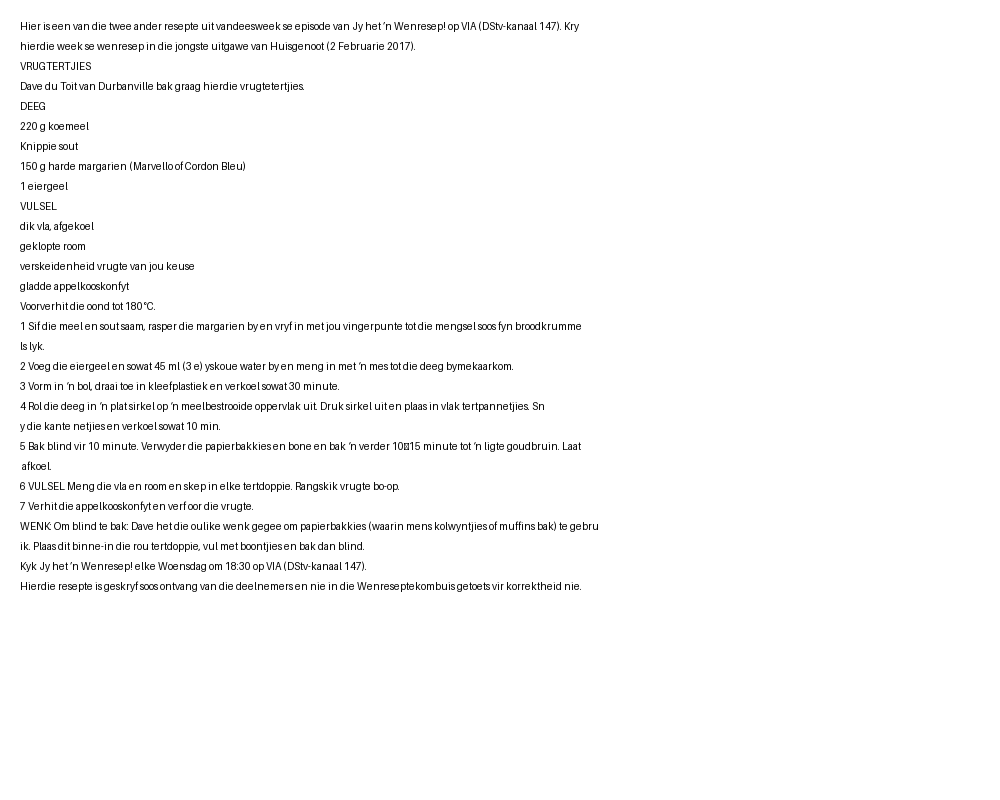 Hier is een van die twee ander resepte uit vandeesweek se episode van Jy het ’n Wenresep! op VIA (DStv-kanaal 147). Kry
hierdie week se wenresep in die jongste uitgawe van Huisgenoot (2 Februarie 2017).
VRUGTERTJIES
Dave du Toit van Durbanville bak graag hierdie vrugtetertjies.
DEEG
220 g koemeel
Knippie sout
150 g harde margarien (Marvello of Cordon Bleu)
1 eiergeel
VULSEL
dik vla, afgekoel
geklopte room
verskeidenheid vrugte van jou keuse
gladde appelkooskonfyt
Voorverhit die oond tot 180°C.
1 Sif die meel en sout saam, rasper die margarien by en vryf in met jou vingerpunte tot die mengsel soos fyn broodkrumme
ls lyk.
2 Voeg die eiergeel en sowat 45 ml (3 e) yskoue water by en meng in met ’n mes tot die deeg bymekaarkom.
3 Vorm in ’n bol, draai toe in kleefplastiek en verkoel sowat 30 minute.
4 Rol die deeg in ’n plat sirkel op ’n meelbestrooide oppervlak uit. Druk sirkel uit en plaas in vlak tertpannetjies. Sn
y die kante netjies en verkoel sowat 10 min.
5 Bak blind vir 10 minute. Verwyder die papierbakkies en bone en bak ’n verder 10▯15 minute tot ’n ligte goudbruin. Laat
afkoel.
6 VULSEL Meng die vla en room en skep in elke tertdoppie. Rangskik vrugte bo-op.
7 Verhit die appelkooskonfyt en verf oor die vrugte.
WENK: Om blind te bak: Dave het die oulike wenk gegee om papierbakkies (waarin mens kolwyntjies of muffins bak) te gebru
ik. Plaas dit binne-in die rou tertdoppie, vul met boontjies en bak dan blind.
Kyk Jy het ’n Wenresep! elke Woensdag om 18:30 op VIA (DStv-kanaal 147).
Hierdie resepte is geskryf soos ontvang van die deelnemers en nie in die Wenreseptekombuis getoets vir korrektheid nie.